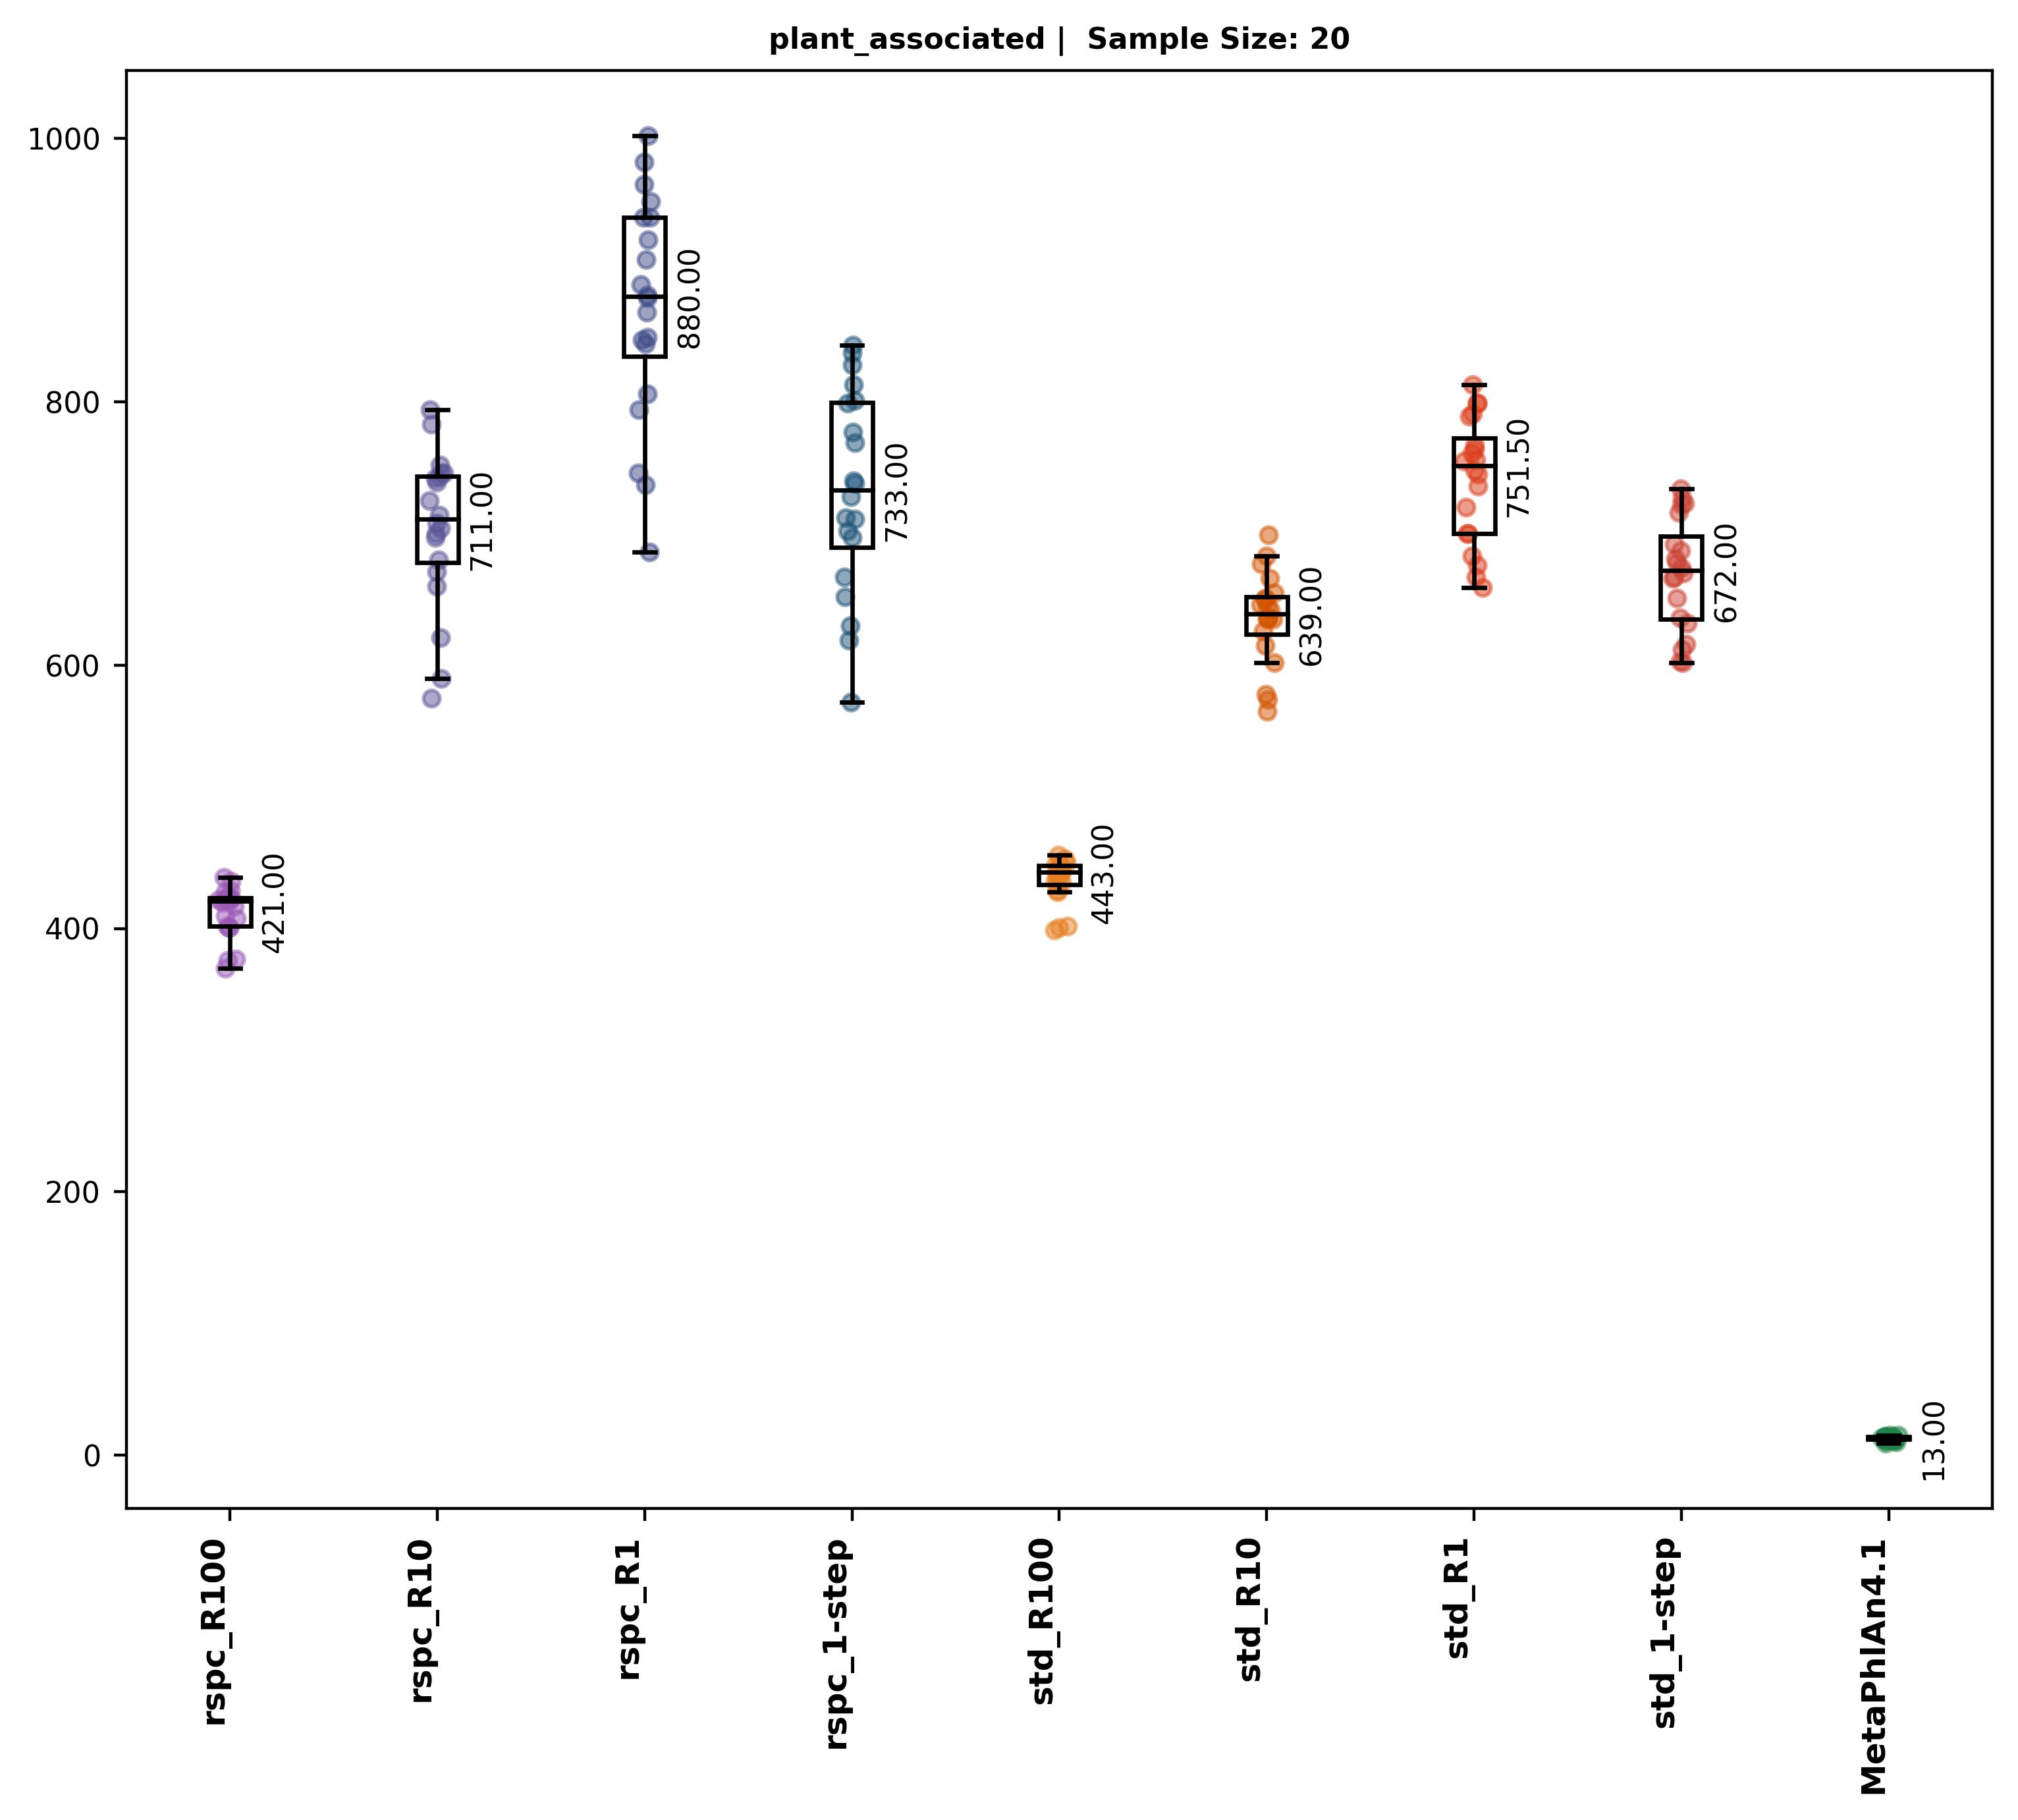 plant_associated |  Sample Size: 20
1000
800
600
400
200
0
421.00
711.00
880.00
733.00
443.00
639.00
751.50
672.00
13.00
rspc_R100
rspc_R10
rspc_R1
rspc_1-step
std_R100
std_R10
std_R1
std_1-step
MetaPhlAn4.1